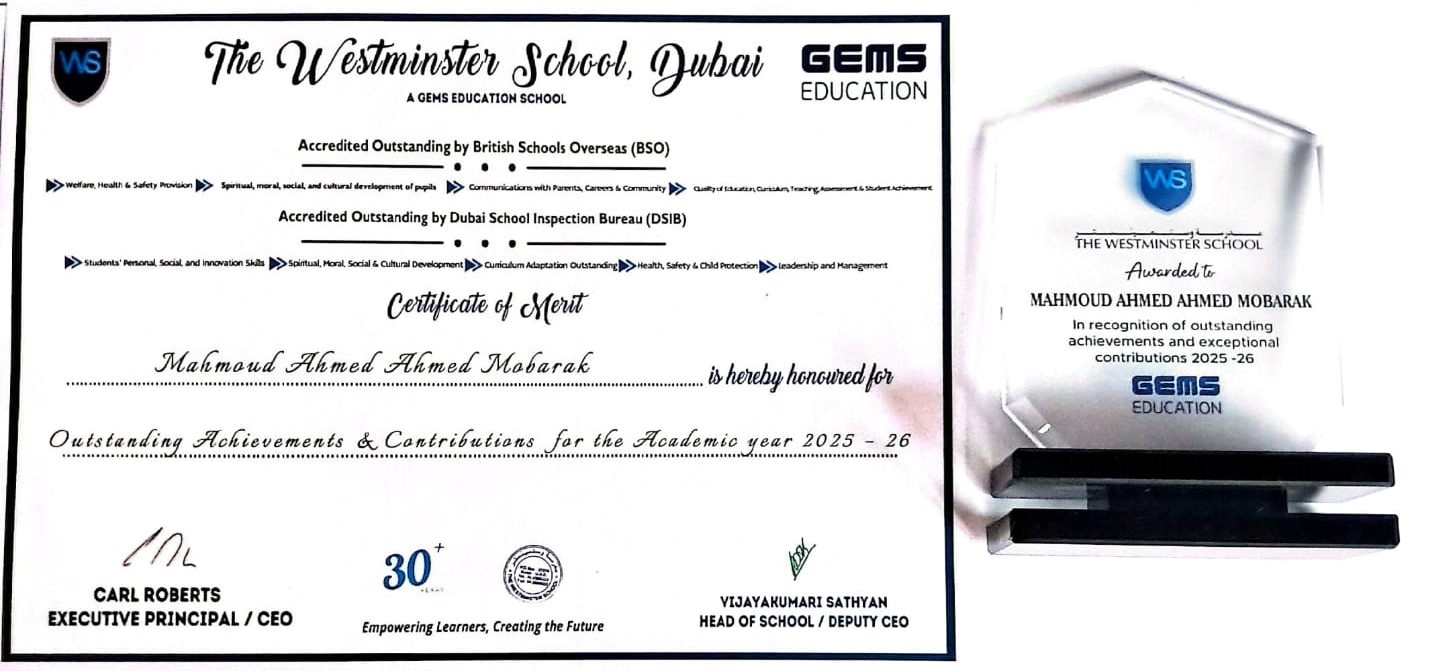 WS
The Westminster School, Dubai
A GEMS EDUCATION SCHOOL
GEMS
EDUCATION
Accredited Outstanding by British Schools Overseas (BSO)
Welfare, Health & Safety Provision Spiritual, moral, social, and cultural development of pupils Communications with Parents, Careers & Community Quality of Education, Curriculum, Teaching, Assessment & Student Achievement
Accredited Outstanding by Dubai School Inspection Bureau (DSIB)
Students' Personal, Social, and Innovation Skills Spiritual, Moral, Social & Cultural Development Curriculum Adaptation Outstanding Health, Safety & Child Protection Leadership and Management
Certificate of Merit
Mahmoud Ahmed Ahmed Mobarak is hereby honoured for
Outstanding Achievements & Contributions for the Academic year 2025 - 26
CARL ROBERTS
EXECUTIVE PRINCIPAL / CEO
30+
YEARS
Empowering Learners, Creating the Future
VIJAYAKUMARI SATHYAN
HEAD OF SCHOOL / DEPUTY CEO
WS
THE WESTMINSTER SCHOOL
Awarded to
MAHMOUD AHMED AHMED MOBARAK
In recognition of outstanding
achievements and exceptional
contributions 2025 -26
GEMS
EDUCATION